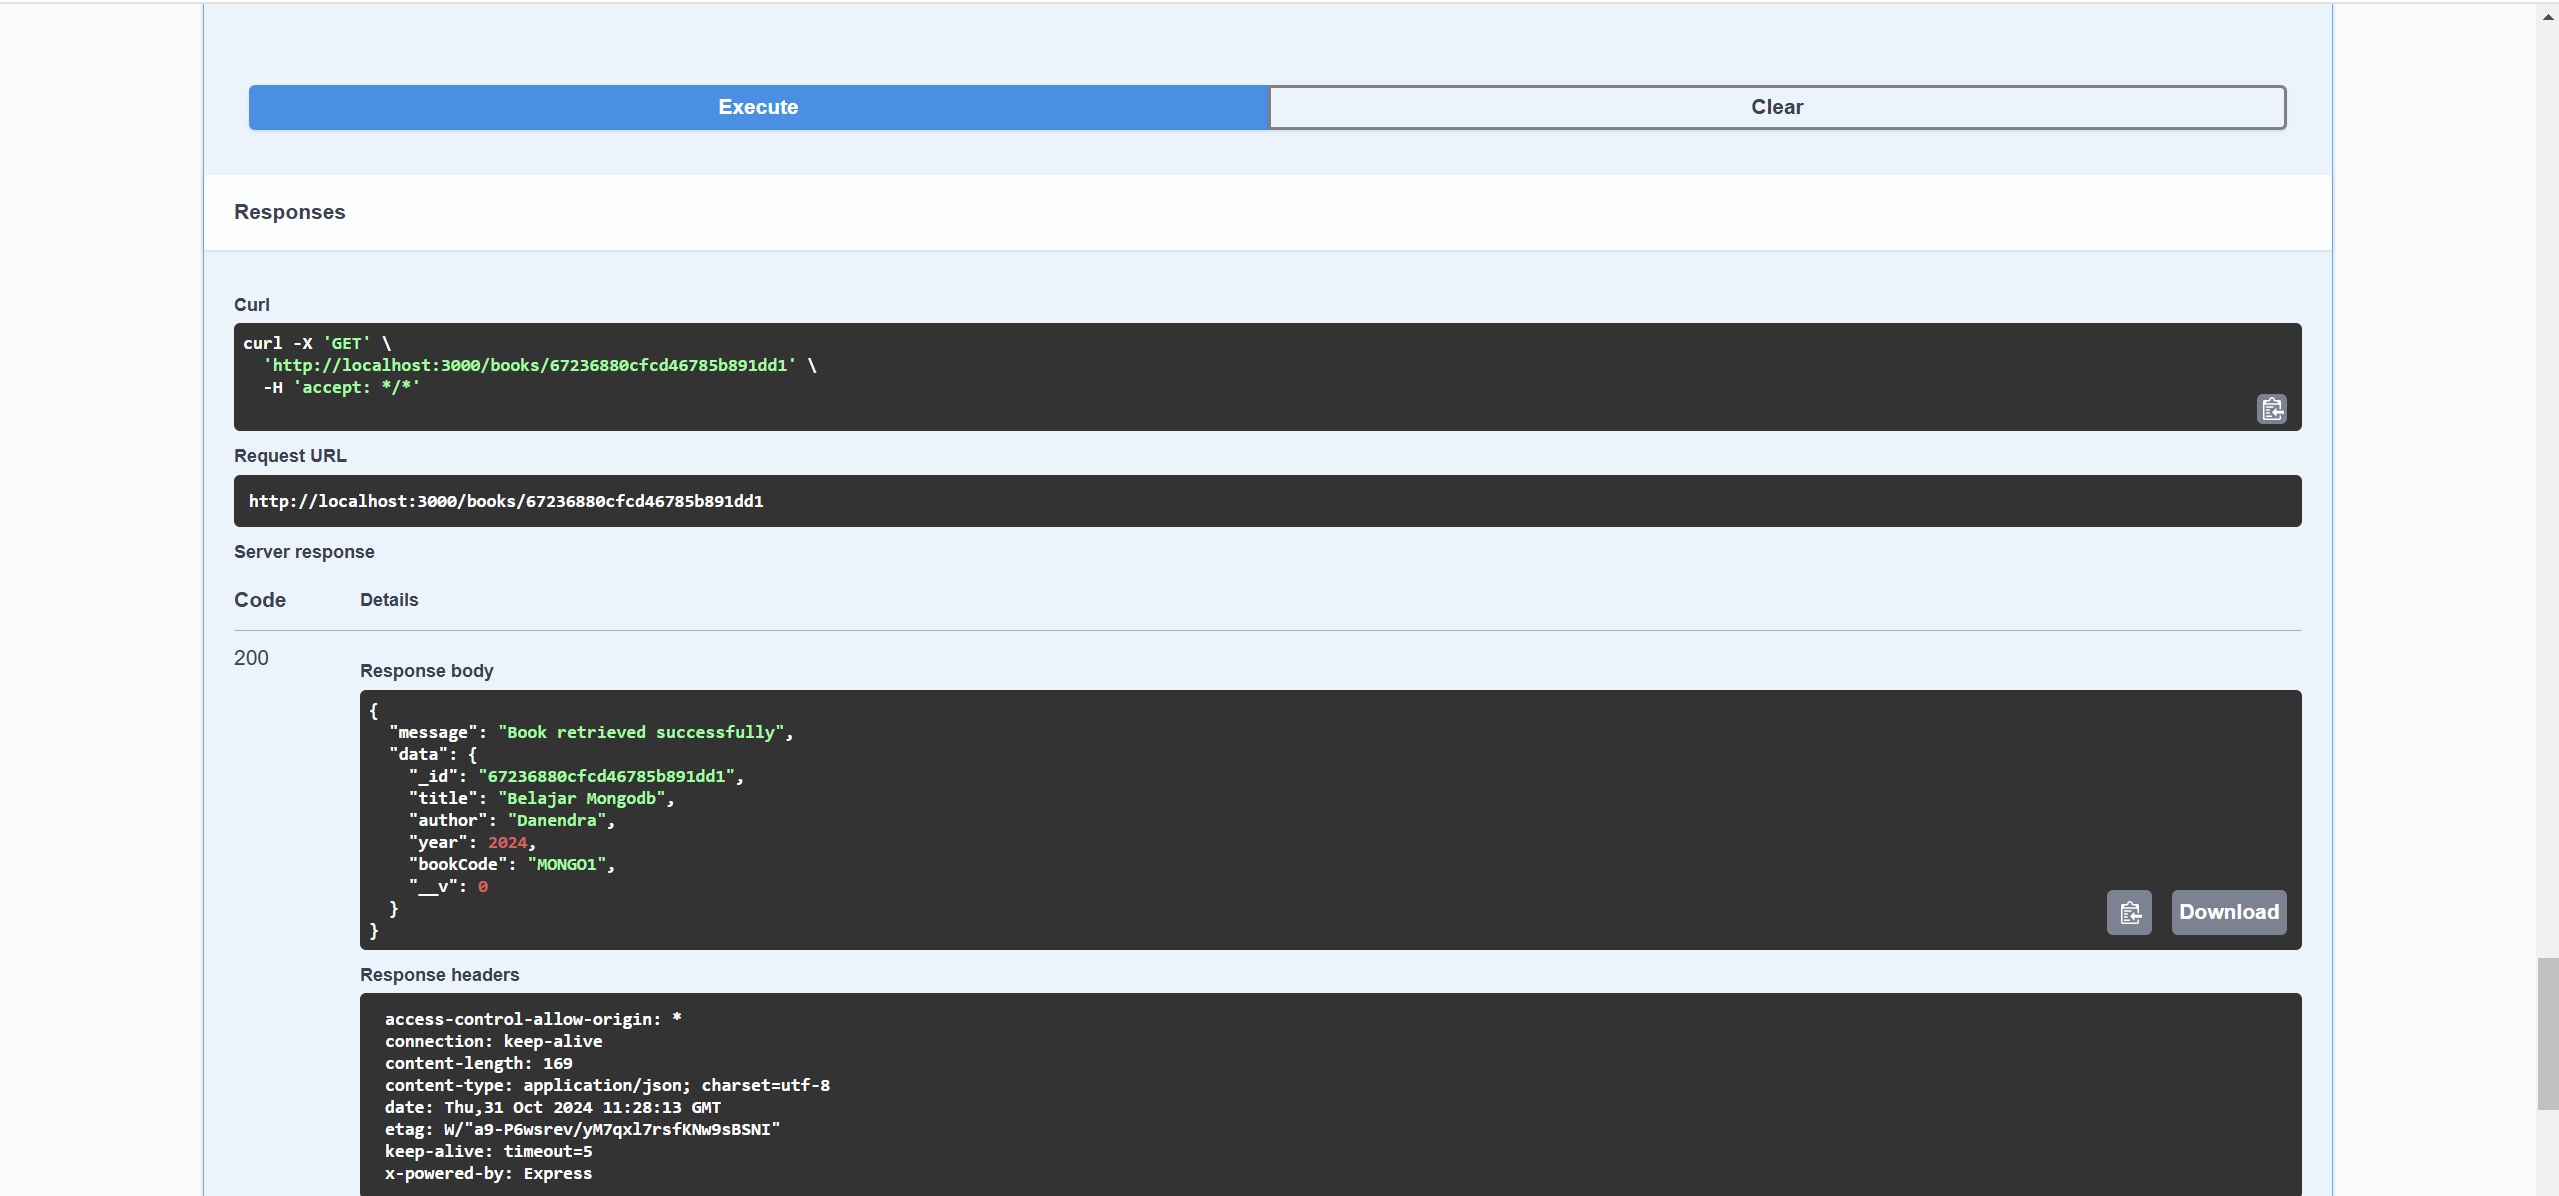 Execute
Clear
Responses
Curl
curl -X 'GET' \
  'http://localhost:3000/books/67236880cfcd46785b891dd1' \
  -H 'accept: */*'
Request URL
http://localhost:3000/books/67236880cfcd46785b891dd1
Server response
Code Details
200
Response body
{
  "message": "Book retrieved successfully",
  "data": {
    "_id": "67236880cfcd46785b891dd1",
    "title": "Belajar Mongodb",
    "author": "Danendra",
    "year": 2024,
    "bookCode": "MONGO1",
    "__v": 0
  }
}
Download
Response headers
access-control-allow-origin: *
connection: keep-alive
content-length: 169
content-type: application/json; charset=utf-8
date: Thu,31 Oct 2024 11:28:13 GMT
etag: W/"a9-P6wsrev/yM7qxl7rsfKNw9sBSNI"
keep-alive: timeout=5
x-powered-by: Express